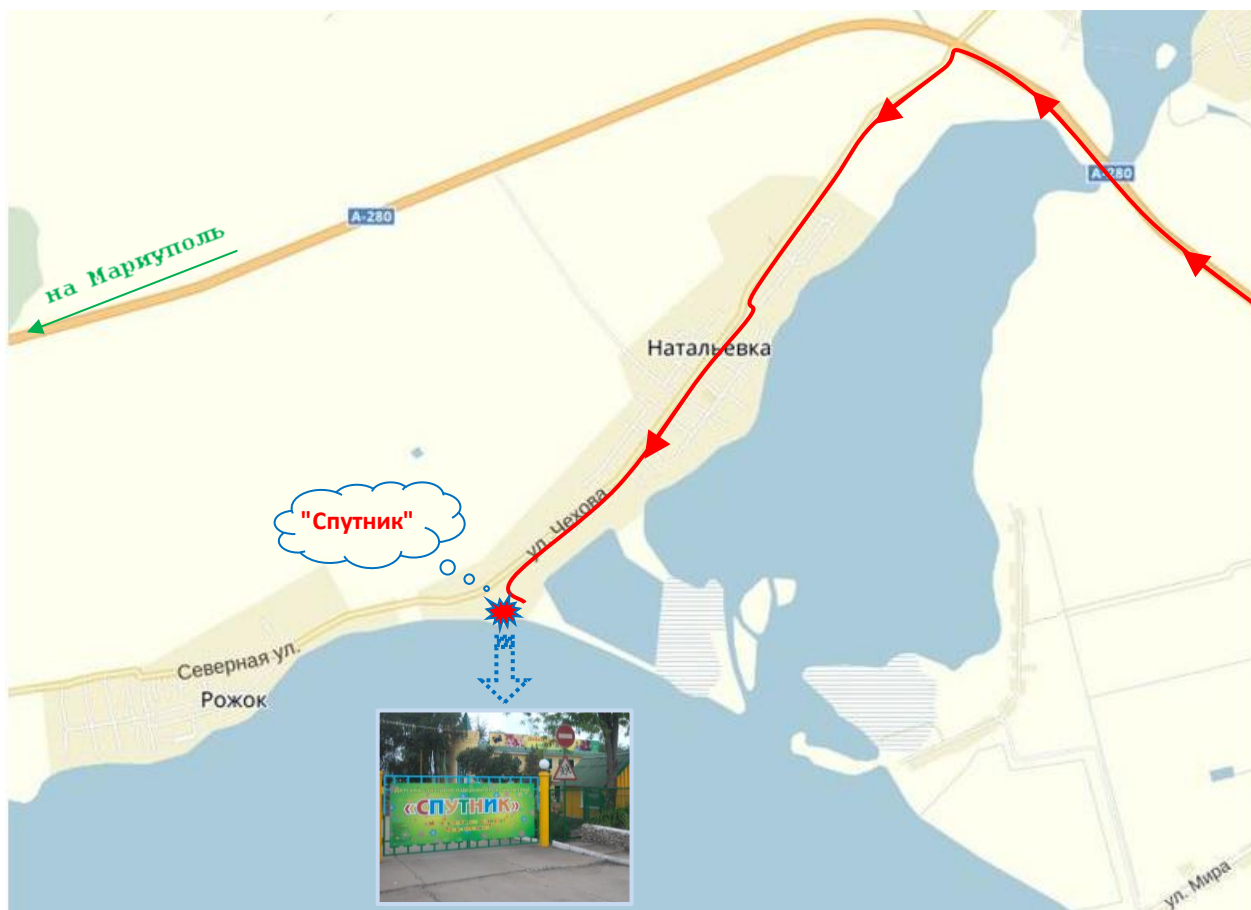 А-280
А-280
на Мариуполь
Натальевка
"Спутник"
ул. Чехова
Северная ул.
Рожок
«СПУТНИК»
ул. Мира